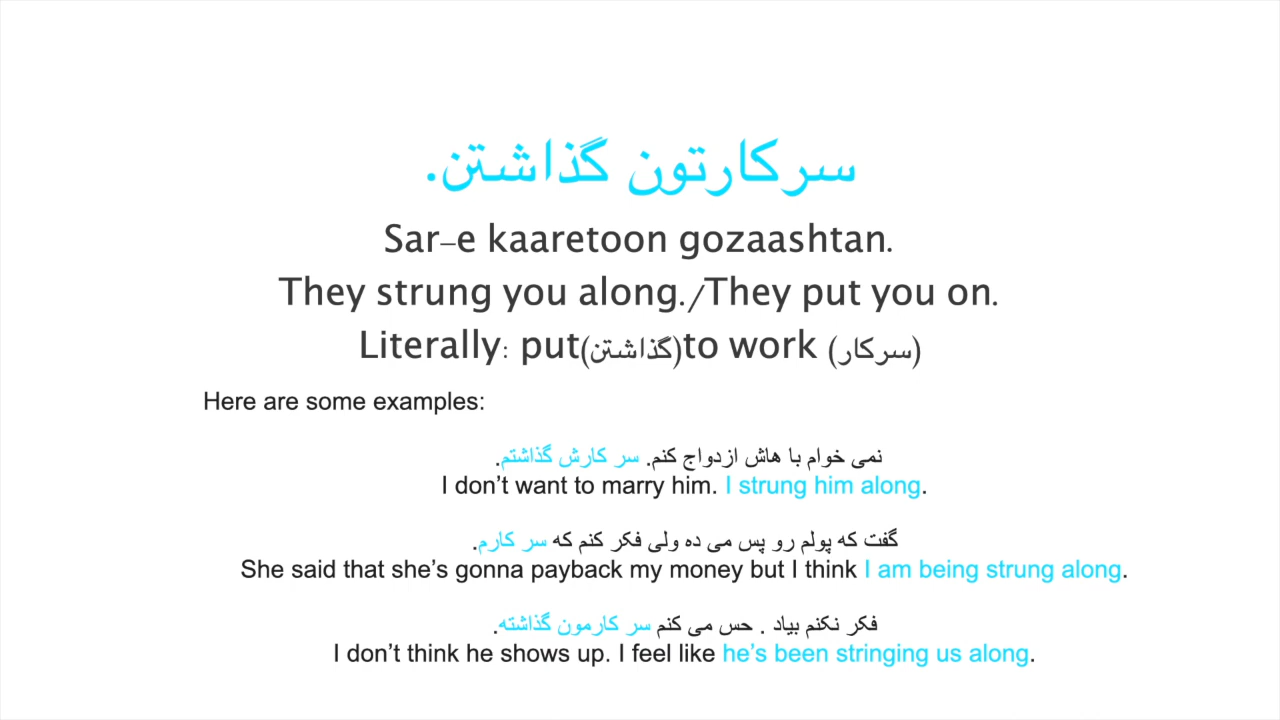 سرکارتون گذاشتن.
Sar-e kaaretoon gozaashtan.
They strung you along./They put you on.
Literally: put(گذاشتن)to work (سرکار)
Here are some examples:
نمی خوام با هاش ازدواج کنم. سر کارش گذاشتم.
I don't want to marry him. I strung him along.
گفت که پولم رو پس می ده ولی فکر کنم که سر کارم.
She said that she's gonna payback my money but I think I am being strung along.
فکر نکنم بیاد . حس می کنم سر کارمون گذاشته.
I don't think he shows up. I feel like he's been stringing us along.